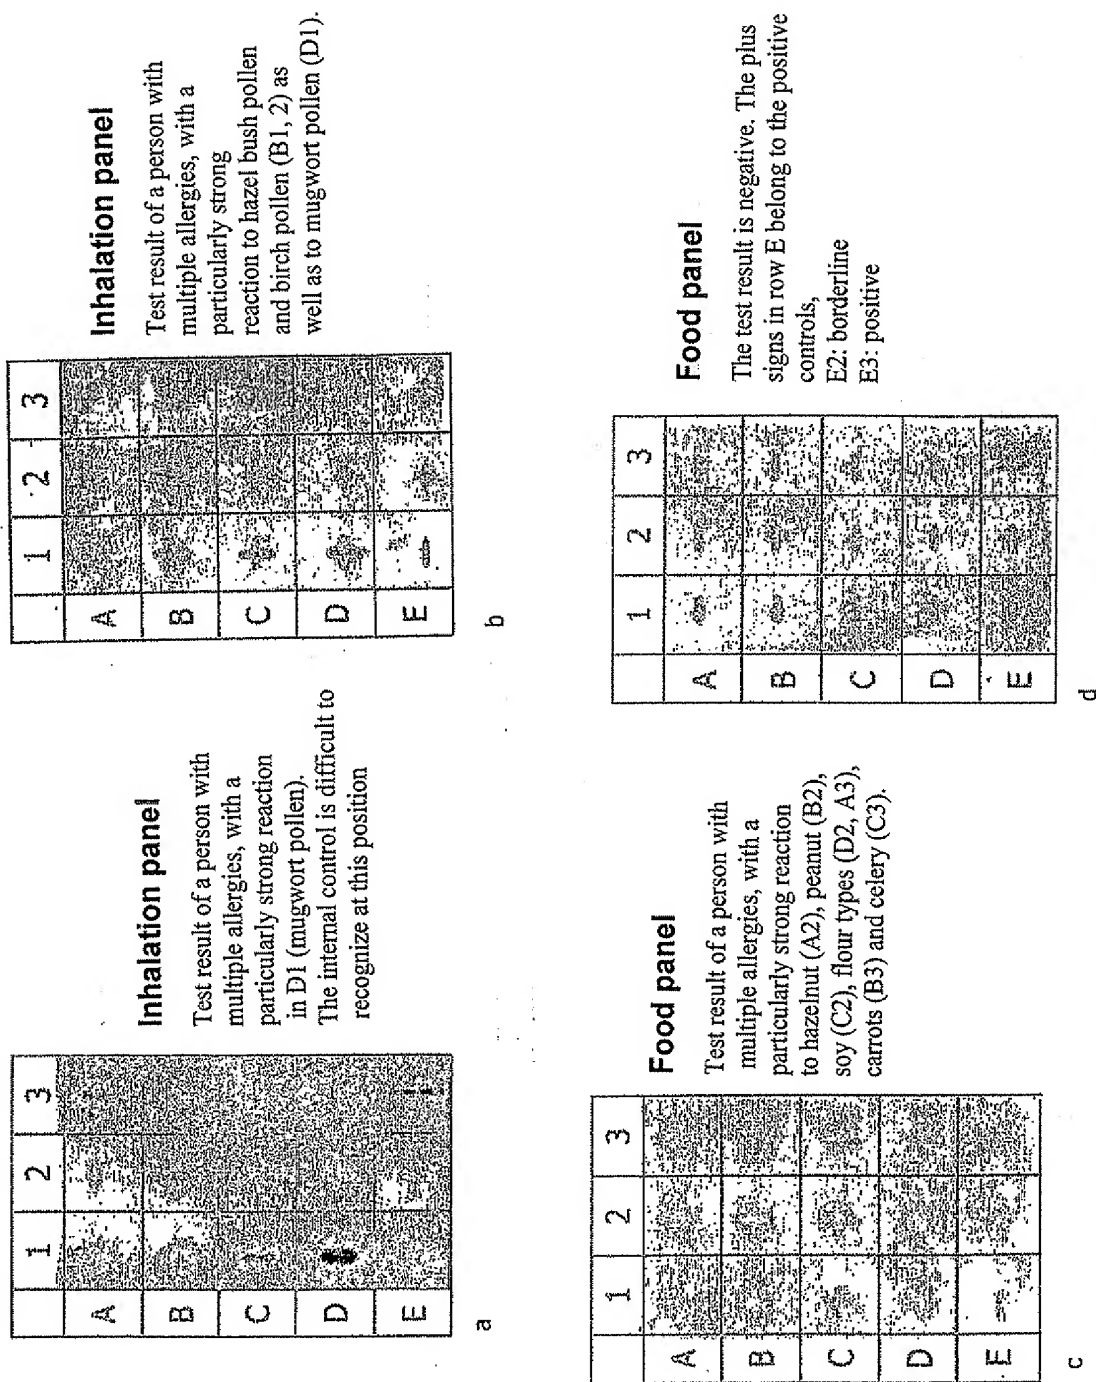 1 2 3
A
B
C
D
E
Inhalation panel
Test result of a person with
multiple allergies, with a
particularly strong reaction
in D1 (mugwort pollen).
The internal control is difficult to
recognize at this position
a
1 2 3
A
B
C
D
E
Inhalation panel
Test result of a person with
multiple allergies, with a
particularly strong
reaction to hazel bush pollen
and birch pollen (B1, 2) as
well as to mugwort pollen (D1).
b
1 2 3
A
B
C
D
E
Food panel
Test result of a person with
multiple allergies, with a
particularly strong reaction
to hazelnut (A2), peanut (B2),
soy (C2), flour types (D2, A3),
carrots (B3) and celery (C3).
c
1 2 3
A
B
C
D
E
Food panel
The test result is negative. The plus
signs in row E belong to the positive
controls,
E2: borderline
E3: positive
d